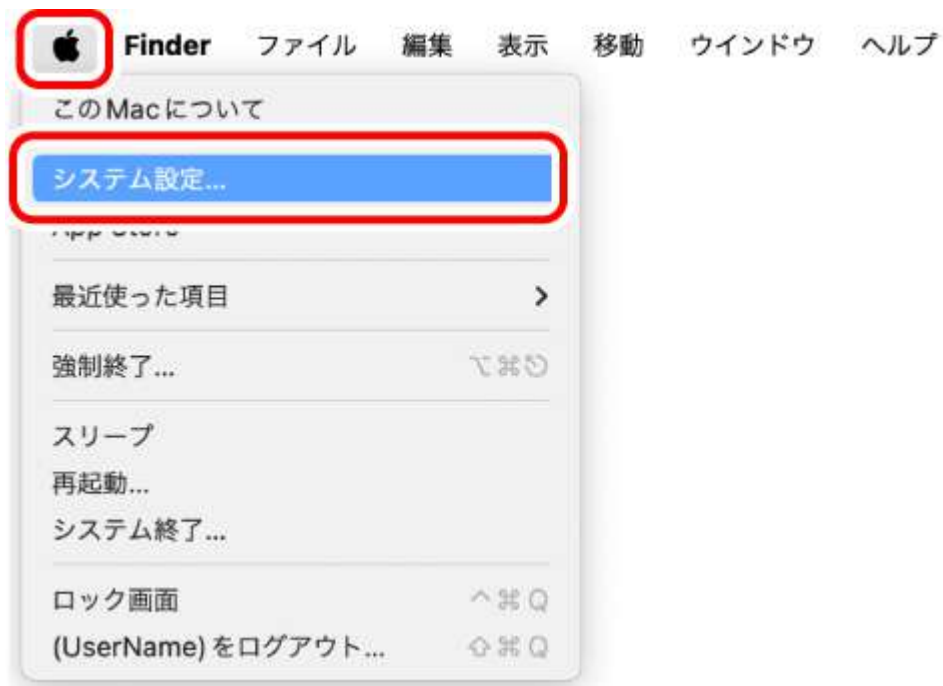 Finder ファイル 編集 表示 移動 ウインドウ ヘルプ
このMacについて
システム設定...
最近使った項目 >
強制終了... ⌥⌘⎋
スリープ
再起動...
システム終了...
ロック画面 ^⌘Q
(UserName)をログアウト... ⇧⌘Q